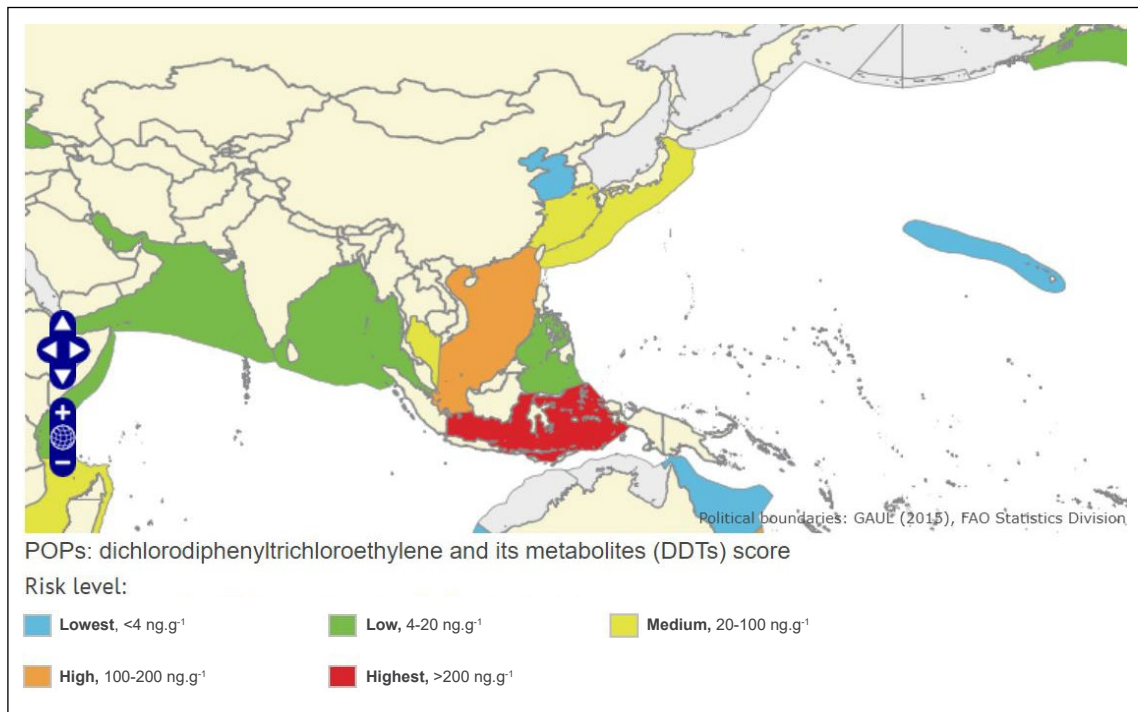 Political boundaries: GAUL (2015), FAO Statistics Division
POPs: dichlorodiphenyltrichloroethylene and its metabolites (DDTs) score
Risk level:
Lowest, <4 ng.g-1 Low, 4-20 ng.g-1 Medium, 20-100 ng.g-1
High, 100-200 ng.g-1 Highest, >200 ng.g-1